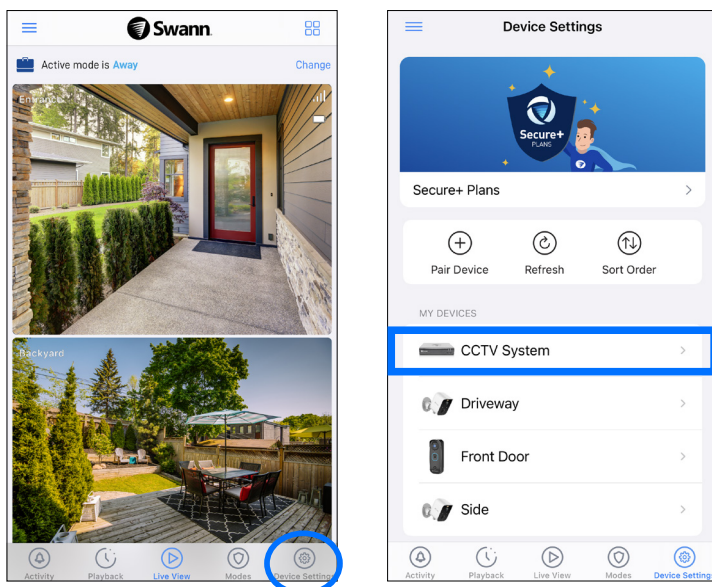 Swann.
Active mode is Away
Change
Entrance
Backyard
Activity
Playback
Live View
Modes
Device Settings
Device Settings
Secure+
PLANS
Secure+ Plans
Pair Device
Refresh
Sort Order
MY DEVICES
CCTV System
Driveway
Front Door
Side
Activity
Playback
Live View
Modes
Device Settings